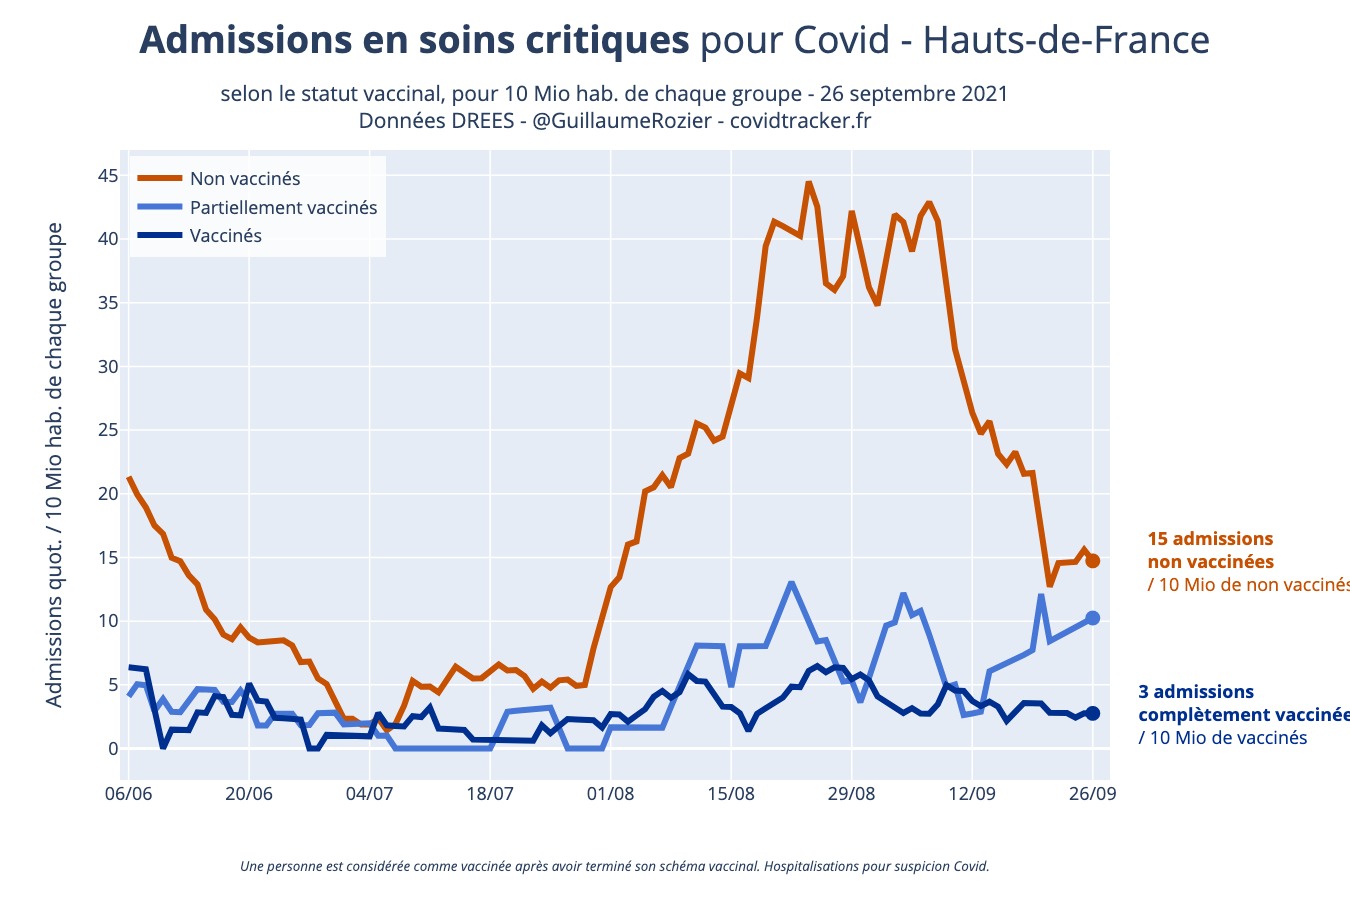 Admissions en soins critiques pour Covid - Hauts-de-France
selon le statut vaccinal, pour 10 Mio hab. de chaque groupe - 26 septembre 2021
Données DREES - @GuillaumeRozier - covidtracker.fr
Admissions quot. / 10 Mio hab. de chaque groupe
45
40
35
30
25
20
15
10
5
0
Non vaccinés
Partiellement vaccinés
Vaccinés
15 admissions
non vaccinées
/ 10 Mio de non vaccinés
3 admissions
complètement vaccinée
/ 10 Mio de vaccinés
06/06 20/06 04/07 18/07 01/08 15/08 29/08 12/09 26/09
Une personne est considérée comme vaccinée après avoir terminé son schéma vaccinal. Hospitalisations pour suspicion Covid.